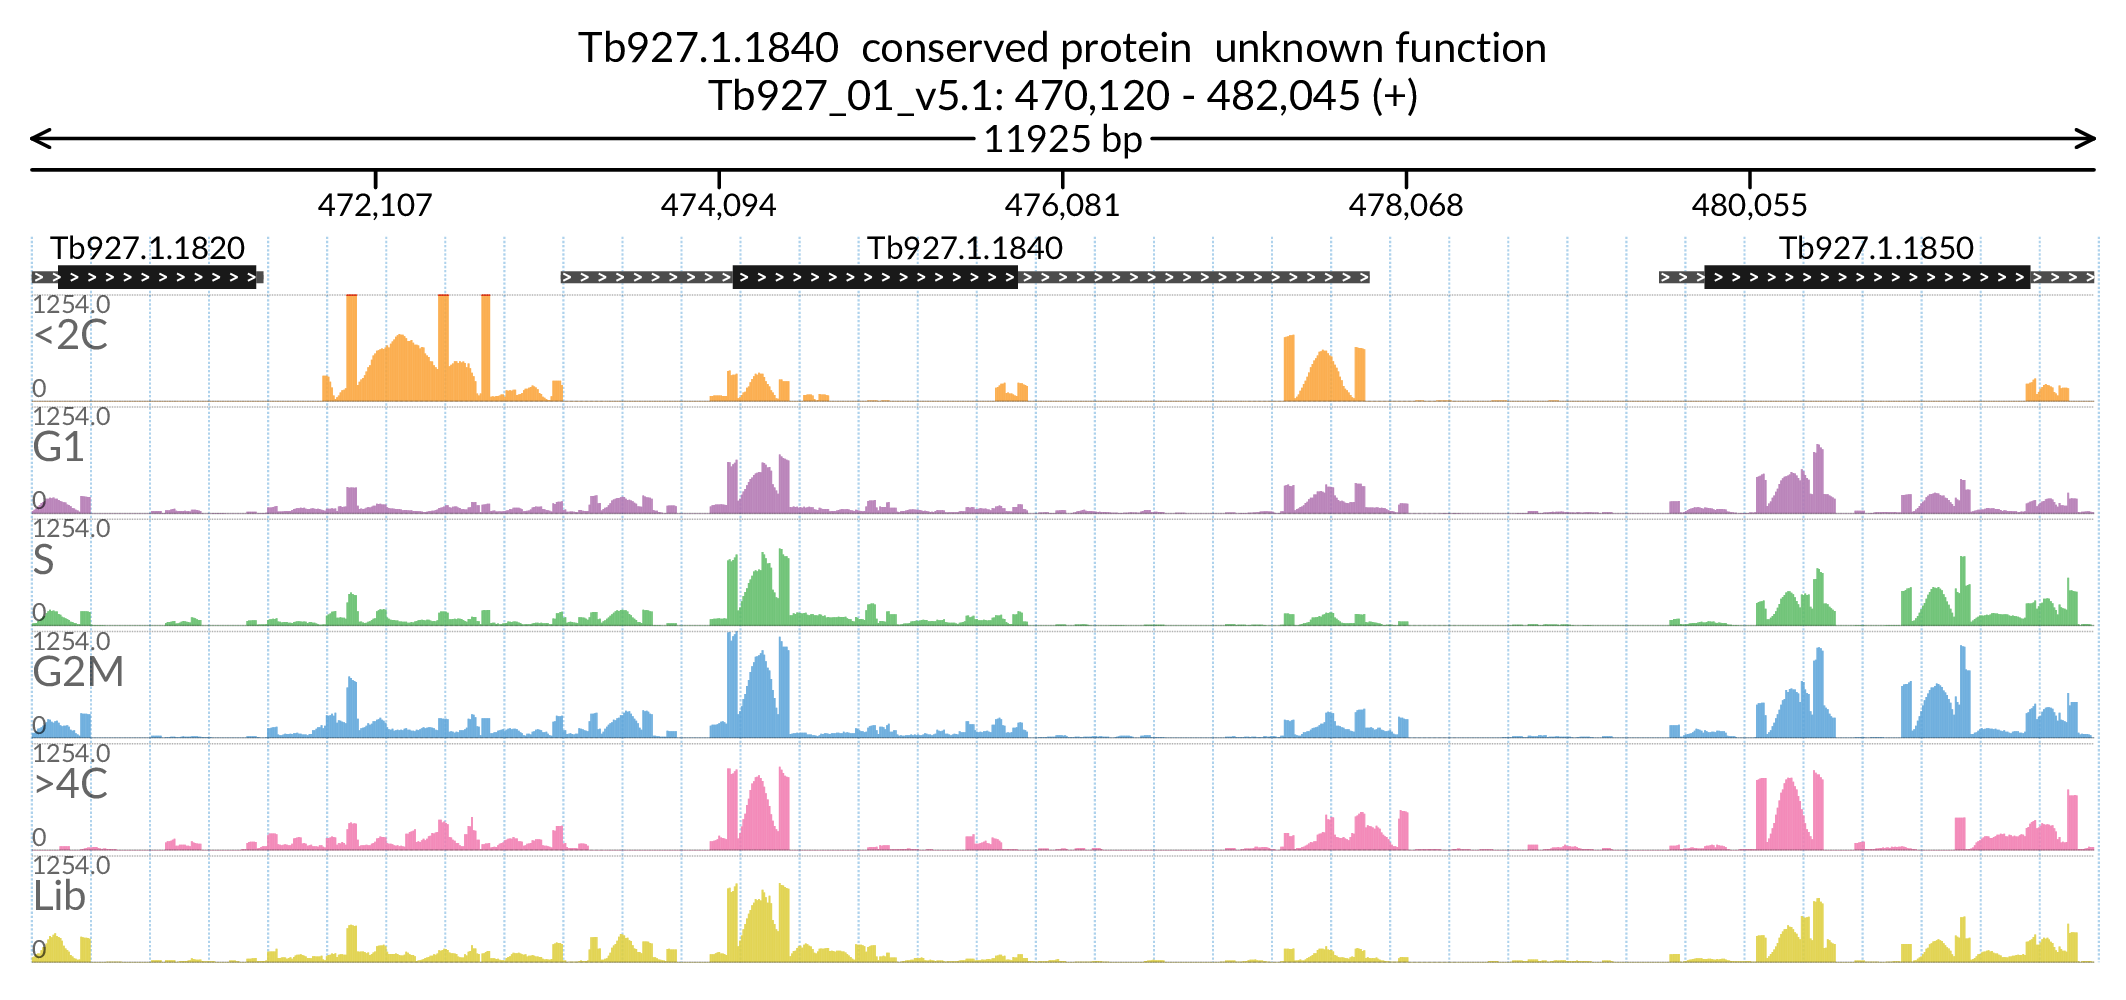 Tb927.1.1840  conserved protein  unknown function
Tb927_01_v5.1: 470,120 - 482,045 (+)
11925 bp
472,107 474,094 476,081 478,068 480,055
Tb927.1.1820 Tb927.1.1840 Tb927.1.1850
1254.0
<2C
0
1254.0
G1
0
1254.0
S
0
1254.0
G2M
0
1254.0
>4C
0
1254.0
Lib
0